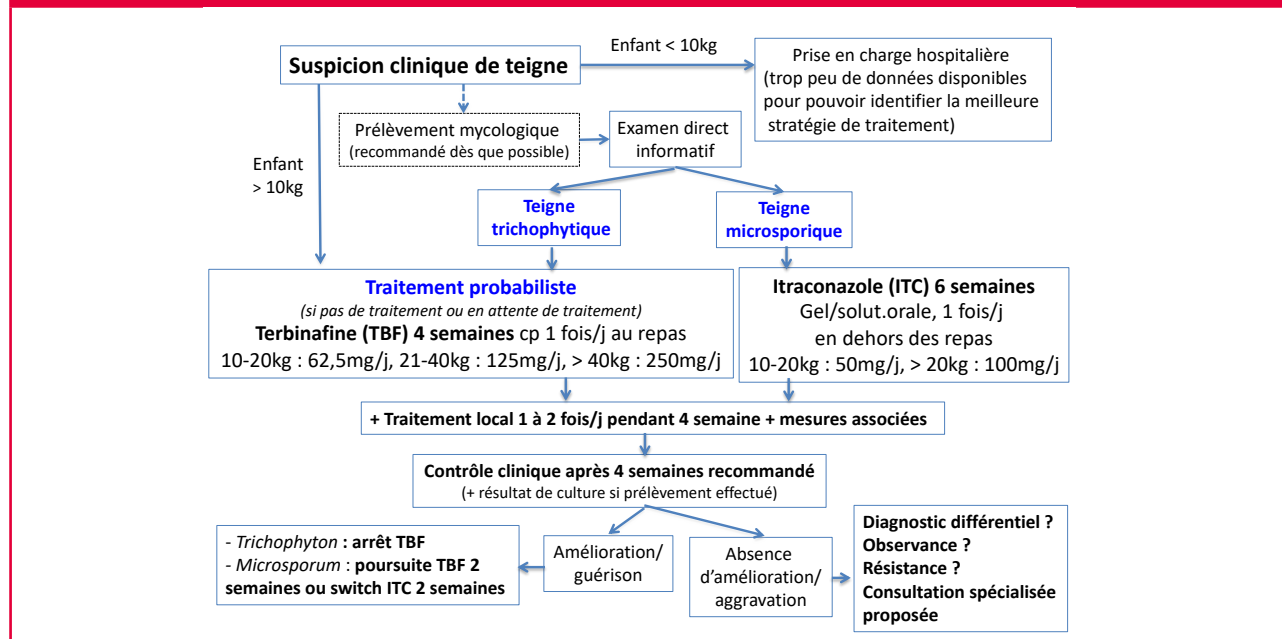 Enfant < 10kg
Suspicion clinique de teigne
Prise en charge hospitalière
(trop peu de données disponibles
pour pouvoir identifier la meilleure
stratégie de traitement)
Prélèvement mycologique
(recommandé dès que possible)
Examen direct
informatif
Enfant
> 10kg
Teigne
trichophytique
Teigne
microsporique
Traitement probabiliste
(si pas de traitement ou en attente de traitement)
Terbinafine (TBF) 4 semaines cp 1 fois/j au repas
10-20kg : 62,5mg/j, 21-40kg : 125mg/j, > 40kg : 250mg/j
Itraconazole (ITC) 6 semaines
Gel/solut.orale, 1 fois/j
en dehors des repas
10-20kg : 50mg/j, > 20kg : 100mg/j
+ Traitement local 1 à 2 fois/j pendant 4 semaine + mesures associées
Contrôle clinique après 4 semaines recommandé
(+ résultat de culture si prélèvement effectué)
- Trichophyton : arrêt TBF
- Microsporum : poursuite TBF 2
semaines ou switch ITC 2 semaines
Amélioration/
guérison
Absence
d’amélioration/
aggravation
Diagnostic différentiel ?
Observance ?
Résistance ?
Consultation spécialisée
proposée